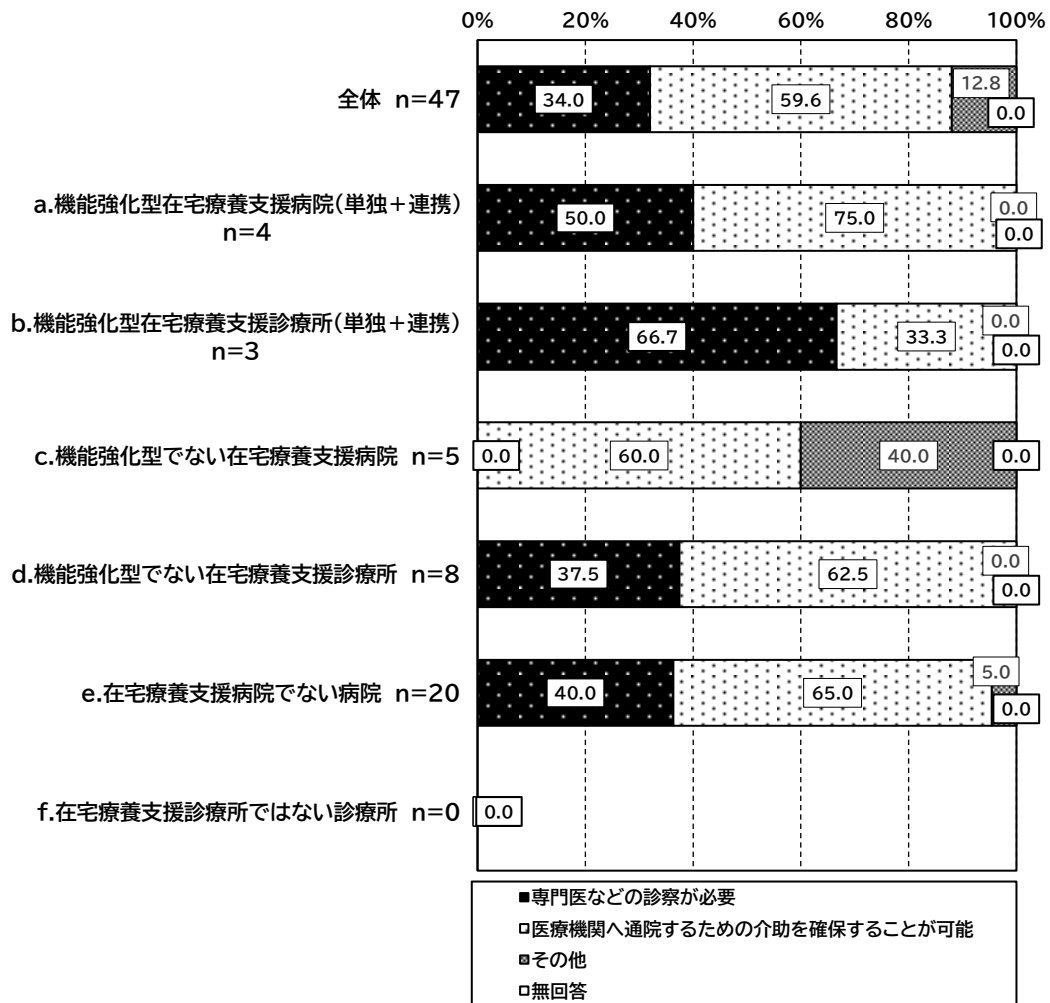 0% 20% 40% 60% 80% 100%
全体 n=47
34.0 59.6 12.8 0.0
a.機能強化型在宅療養支援病院(単独＋連携)
n=4
50.0 75.0 0.0 0.0
b.機能強化型在宅療養支援診療所(単独＋連携)
n=3
66.7 33.3 0.0 0.0
c.機能強化型でない在宅療養支援病院 n=5
0.0 60.0 40.0 0.0
d.機能強化型でない在宅療養支援診療所 n=8
37.5 62.5 0.0 0.0
e.在宅療養支援病院でない病院 n=20
40.0 65.0 5.0 0.0
f.在宅療養支援診療所ではない診療所 n=0
0.0
専門医などの診察が必要
医療機関へ通院するための介助を確保することが可能
その他
無回答